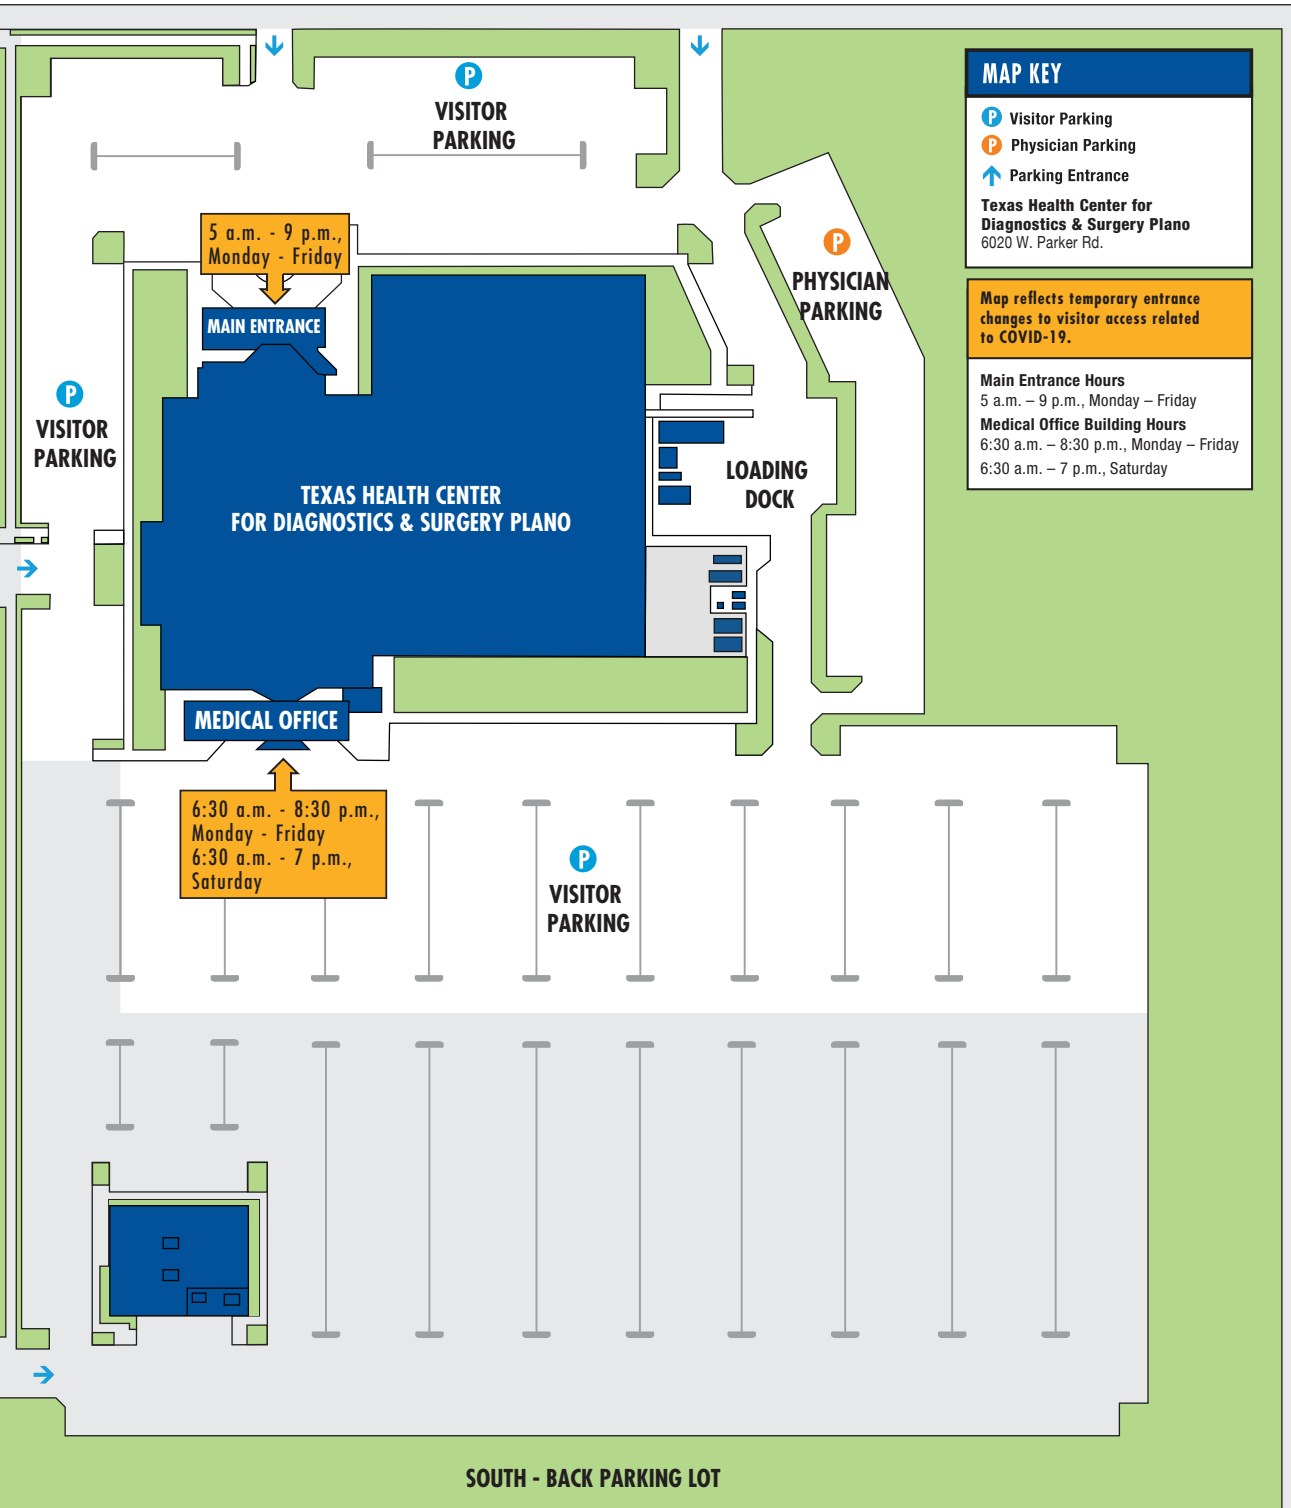 P
VISITOR
PARKING
MAP KEY
P Visitor Parking
P Physician Parking
Parking Entrance
Texas Health Center for
Diagnostics & Surgery Plano
6020 W. Parker Rd.
5 a.m. - 9 p.m.,
Monday - Friday
MAIN ENTRANCE
P
PHYSICIAN
PARKING
Map reflects temporary entrance
changes to visitor access related
to COVID-19.
Main Entrance Hours
5 a.m. – 9 p.m., Monday – Friday
Medical Office Building Hours
6:30 a.m. – 8:30 p.m., Monday – Friday
6:30 a.m. – 7 p.m., Saturday
P
VISITOR
PARKING
TEXAS HEALTH CENTER
FOR DIAGNOSTICS & SURGERY PLANO
LOADING
DOCK
MEDICAL OFFICE
6:30 a.m. - 8:30 p.m.,
Monday - Friday
6:30 a.m. - 7 p.m.,
Saturday
P
VISITOR
PARKING
SOUTH - BACK PARKING LOT